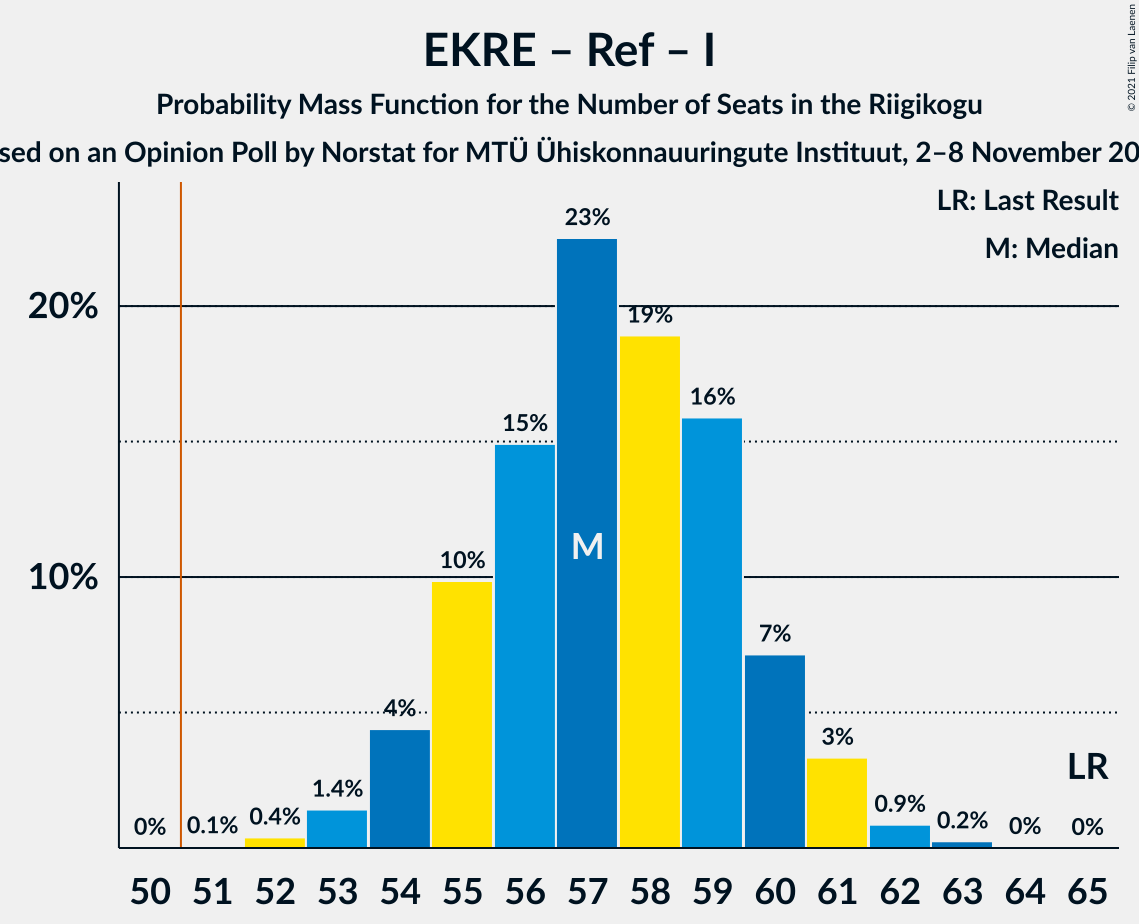 EKRE – Ref – I
Probability Mass Function for the Number of Seats in the Riigikogu
sed on an Opinion Poll by Norstat for MTÜ Ühiskonnauuringute Instituut, 2–8 November 20
© 2021 Filip van Laenen
LR: Last Result
M: Median
20%
10%
0%
0.1%
0.4%
1.4%
4%
10%
15%
23%
19%
16%
7%
3%
0.9%
0.2%
0%
0%
M
LR
50 51 52 53 54 55 56 57 58 59 60 61 62 63 64 65